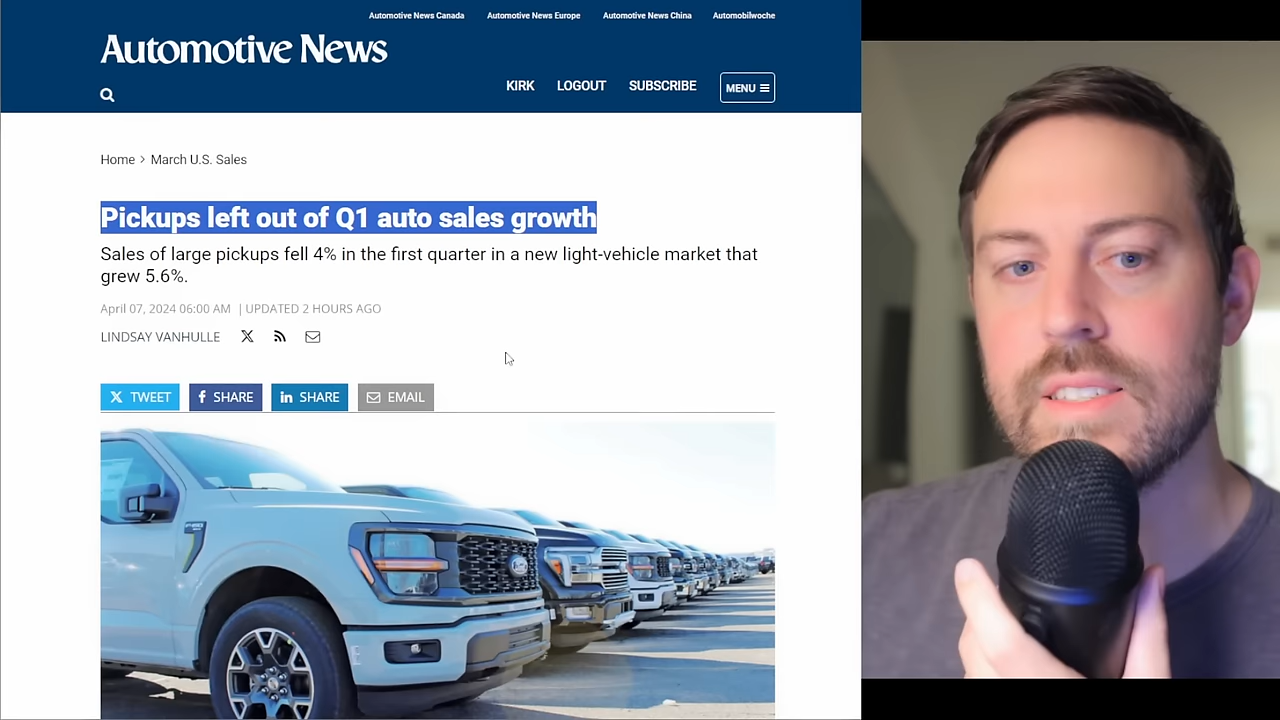 Automotive News Canada Automotive News Europe Automotive News China Automobilwoche
Automotive News
KIRK LOGOUT SUBSCRIBE MENU
Home > March U.S. Sales
Pickups left out of Q1 auto sales growth
Sales of large pickups fell 4% in the first quarter in a new light-vehicle market that
grew 5.6%.
April 07, 2024 06:00 AM | UPDATED 2 HOURS AGO
LINDSAY VANHULLE
TWEET SHARE SHARE EMAIL